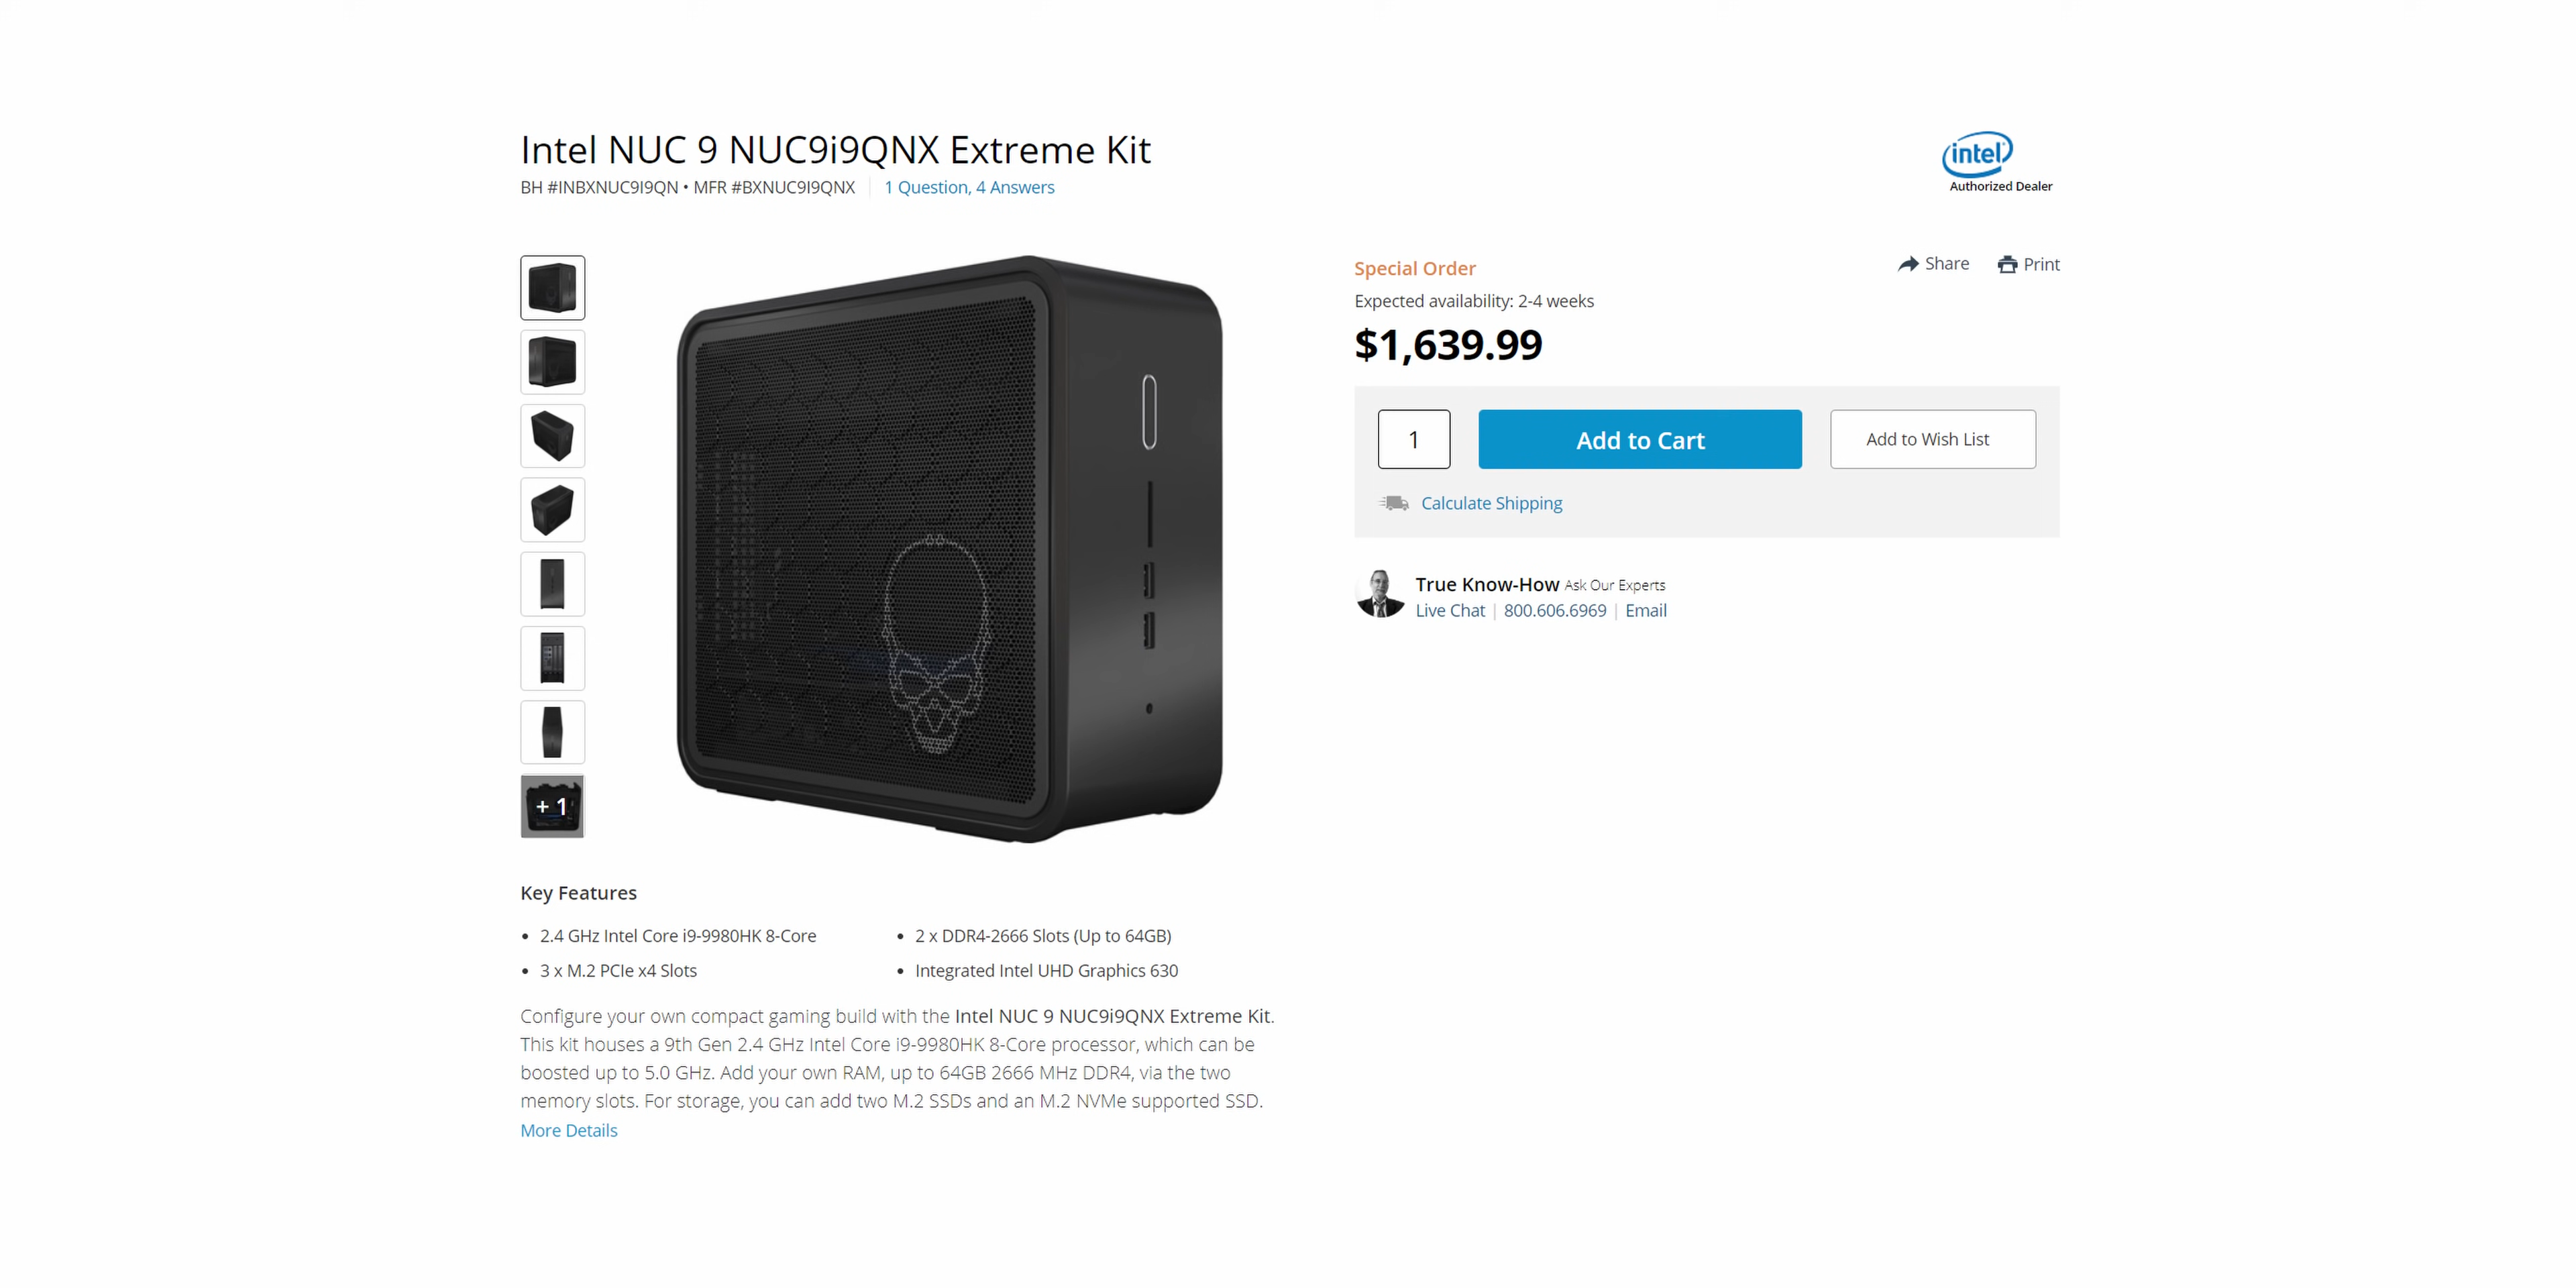 Intel NUC 9 NUC9i9QNX Extreme Kit
BH #INBXNUC9I9QN • MFR #BXNUC9I9QNX
1 Question, 4 Answers
intel
Authorized Dealer
Special Order
Share
Print
Expected availability: 2-4 weeks
$1,639.99
1
Add to Cart
Add to Wish List
Calculate Shipping
True Know-How Ask Our Experts
Live Chat | 800.606.6969 | Email
+ 1
Key Features
• 2.4 GHz Intel Core i9-9980HK 8-Core
• 3 x M.2 PCIe x4 Slots
• 2 x DDR4-2666 Slots (Up to 64GB)
• Integrated Intel UHD Graphics 630
Configure your own compact gaming build with the Intel NUC 9 NUC9i9QNX Extreme Kit.
This kit houses a 9th Gen 2.4 GHz Intel Core i9-9980HK 8-Core processor, which can be
boosted up to 5.0 GHz. Add your own RAM, up to 64GB 2666 MHz DDR4, via the two
memory slots. For storage, you can add two M.2 SSDs and an M.2 NVMe supported SSD.
More Details